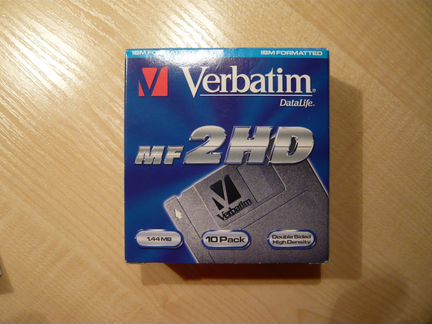 IBM FORMATTED IBM FORMATTED
Verbatim®
DataLife®
MF 2HD
Verbatim
1.44 MB 10 Pack Double Sided
High Density